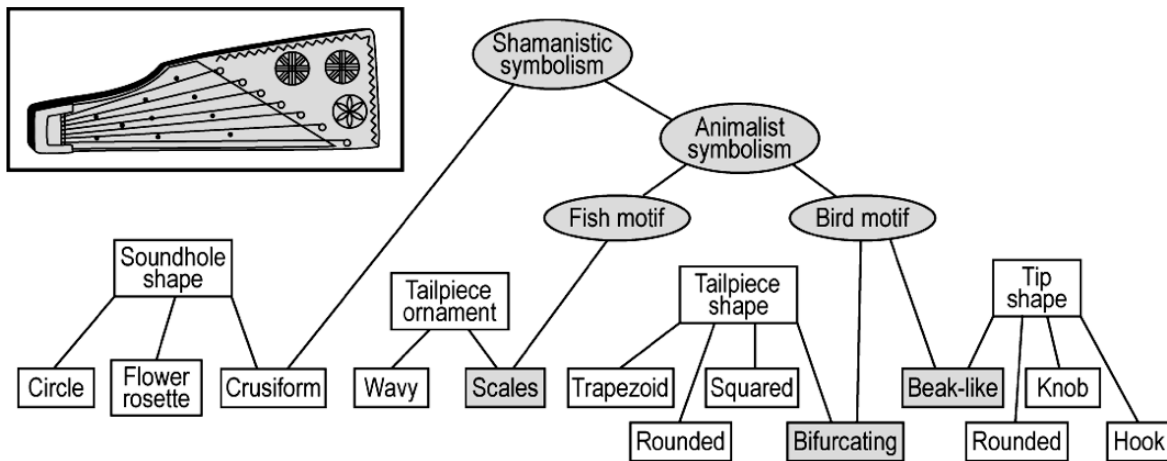 Shamanistic
symbolism
Animalist
symbolism
Fish motif
Bird motif
Soundhole
shape
Tailpiece
ornament
Tailpiece
shape
Tip
shape
Circle
Flower
rosette
Crusiform
Wavy
Scales
Trapezoid
Squared
Beak-like
Knob
Rounded
Bifurcating
Rounded
Hook